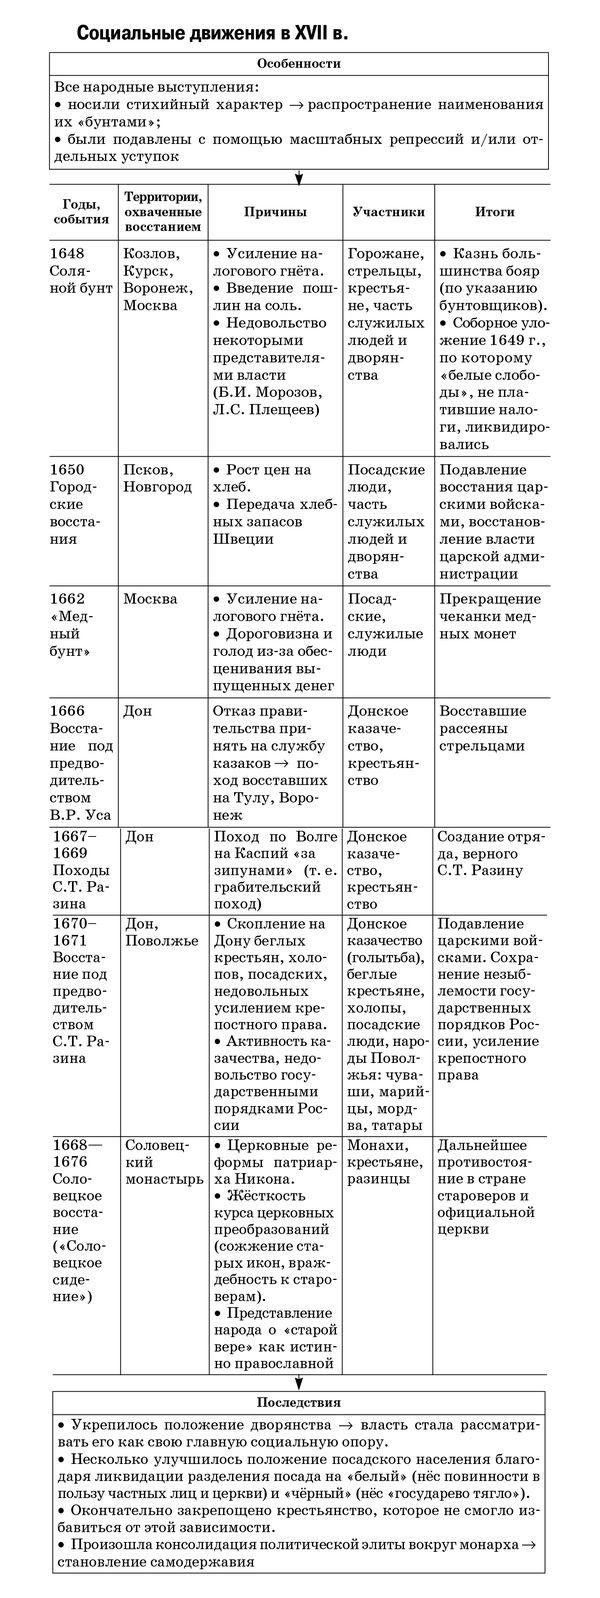 Социальные движения в XVII в.
Особенности
Все народные выступления:
• носили стихийный характер → распространение наименования
их «бунтами»;
• были подавлены с помощью масштабных репрессий и/или от-
дельных уступок
Годы,
события
Территории,
охваченные
восстанием
Причины
Участники
Итоги
1648
Соля-
ной бунт
Козлов,
Курск,
Воронеж,
Москва
• Усиление на-
логового гнёта.
• Введение пош-
лин на соль.
• Недовольство
некоторыми
представителя-
ми власти
(Б.И. Морозов,
Л.С. Плещеев)
Горожане,
стрельцы,
крестья-
не, часть
служилых
людей и
дворян-
ства
• Казнь боль-
шинства бояр
(по указанию
бунтовщиков).
• Соборное уло-
жение 1649 г.,
по которому
«белые слобо-
ды», не пла-
тившие нало-
ги, ликвидиро-
вались
1650
Город-
ские
восста-
ния
Псков,
Новгород
• Рост цен на
хлеб.
• Передача хлеб-
ных запасов
Швеции
Посадские
люди,
часть
служилых
людей и
дворян-
ства
Подавление
восстания цар-
скими войска-
ми, восстанов-
ление власти
царской адми-
нистрации
1662
«Мед-
ный
бунт»
Москва
• Усиление на-
логового гнёта.
• Дороговизна и
голод из-за обес-
ценивания вы-
пущенных денег
Посад-
ские,
служилые
люди
Прекращение
чеканки мед-
ных монет
1666
Восста-
ние под
предво-
дитель-
ством
В.Р. Уса
Дон
Отказ прави-
тельства при-
нять на службу
казаков → по-
ход восставших
на Тулу, Воро-
неж
Донское
казаче-
ство,
крестьян-
ство
Восставшие
рассеяны
стрельцами
1667–
1669
Походы
С.Т. Ра-
зина
Дон
Поход по Волге
на Каспий «за
зипунами» (т. е.
грабительский
поход)
Донское
казаче-
ство,
крестьян-
ство
Создание отря-
да, верного
С.Т. Разину
1670–
1671
Восста-
ние под
предво-
дитель-
ством
С.Т. Ра-
зина
Дон,
Поволжье
• Скопление на
Дону беглых
крестьян, холо-
пов, посадских,
недовольных
усилением кре-
постного права.
• Активность ка-
зачества, недо-
вольство госу-
дарственными
порядками Рос-
сии
Донское
казачество
(голытьба),
беглые
крестьяне,
холопы,
посадские
люди, наро-
ды Повол-
жья: чува-
ши, марий-
цы, морд-
ва, татары
Подавление
царскими вой-
сками. Сохра-
нение незыб-
лемости госу-
дарственных
порядков Рос-
сии, усиление
крепостного
права
1668—
1676
Соло-
вецкое
восста-
ние
(«Соло-
вецкое
сиде-
ние»)
Соловец-
кий
монастырь
• Церковные ре-
формы патриар-
ха Никона.
• Жёсткость
курса церковных
преобразований
(сожжение ста-
рых икон, враж-
дебность к старо-
верам).
• Представление
народа о «старой
вере» как истин-
но православной
Монахи,
крестьяне,
разинцы
Дальнейшее
противостоя-
ние в стране
староверов и
официальной
церкви
Последствия
• Укрепилось положение дворянства → власть стала рассматри-
вать его как свою главную социальную опору.
• Несколько улучшилось положение посадского населения благо-
даря ликвидации разделения посада на «белый» (нёс повинности в
пользу частных лиц и церкви) и «чёрный» (нёс «государево тягло»).
• Окончательно закрепощено крестьянство, которое не смогло из-
бавиться от этой зависимости.
• Произошла консолидация политической элиты вокруг монарха →
становление самодержавия